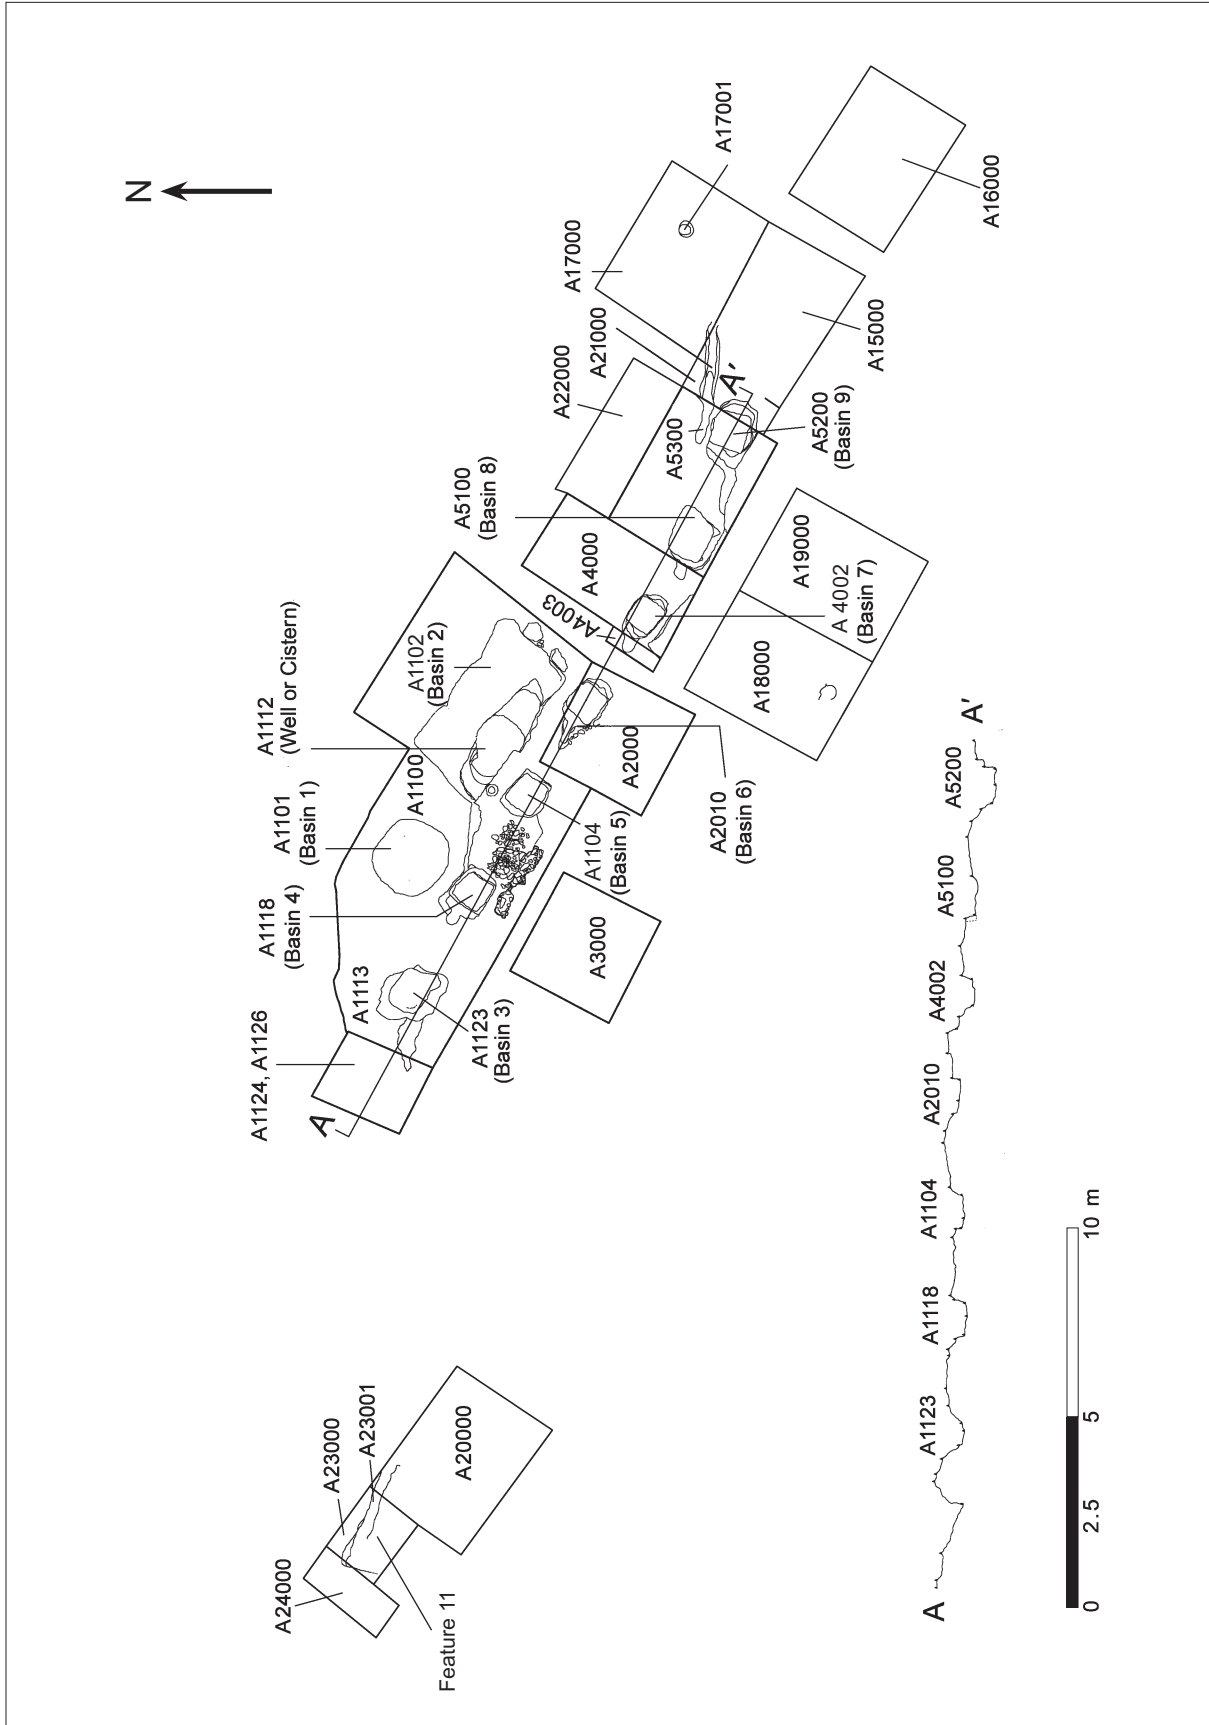 N
A17001
A16000
A17000
A15000
A21000
A22000
A'
A5300
A5200
(Basin 9)
A5100
(Basin 8)
A4000
A19000
A4003
A 4002
(Basin 7)
A18000
A1112
(Well or Cistern)
A1102
(Basin 2)
A1100
A2000
A2010
(Basin 6)
A1101
(Basin 1)
A1104
(Basin 5)
A1118
(Basin 4)
A3000
A1113
A1123
(Basin 3)
A1124, A1126
A
A23000
A23001
A20000
A24000
Feature 11
A
A1123
A1118
A1104
A2010
A4002
A5100
A5200
A'
0
2.5
5
10 m